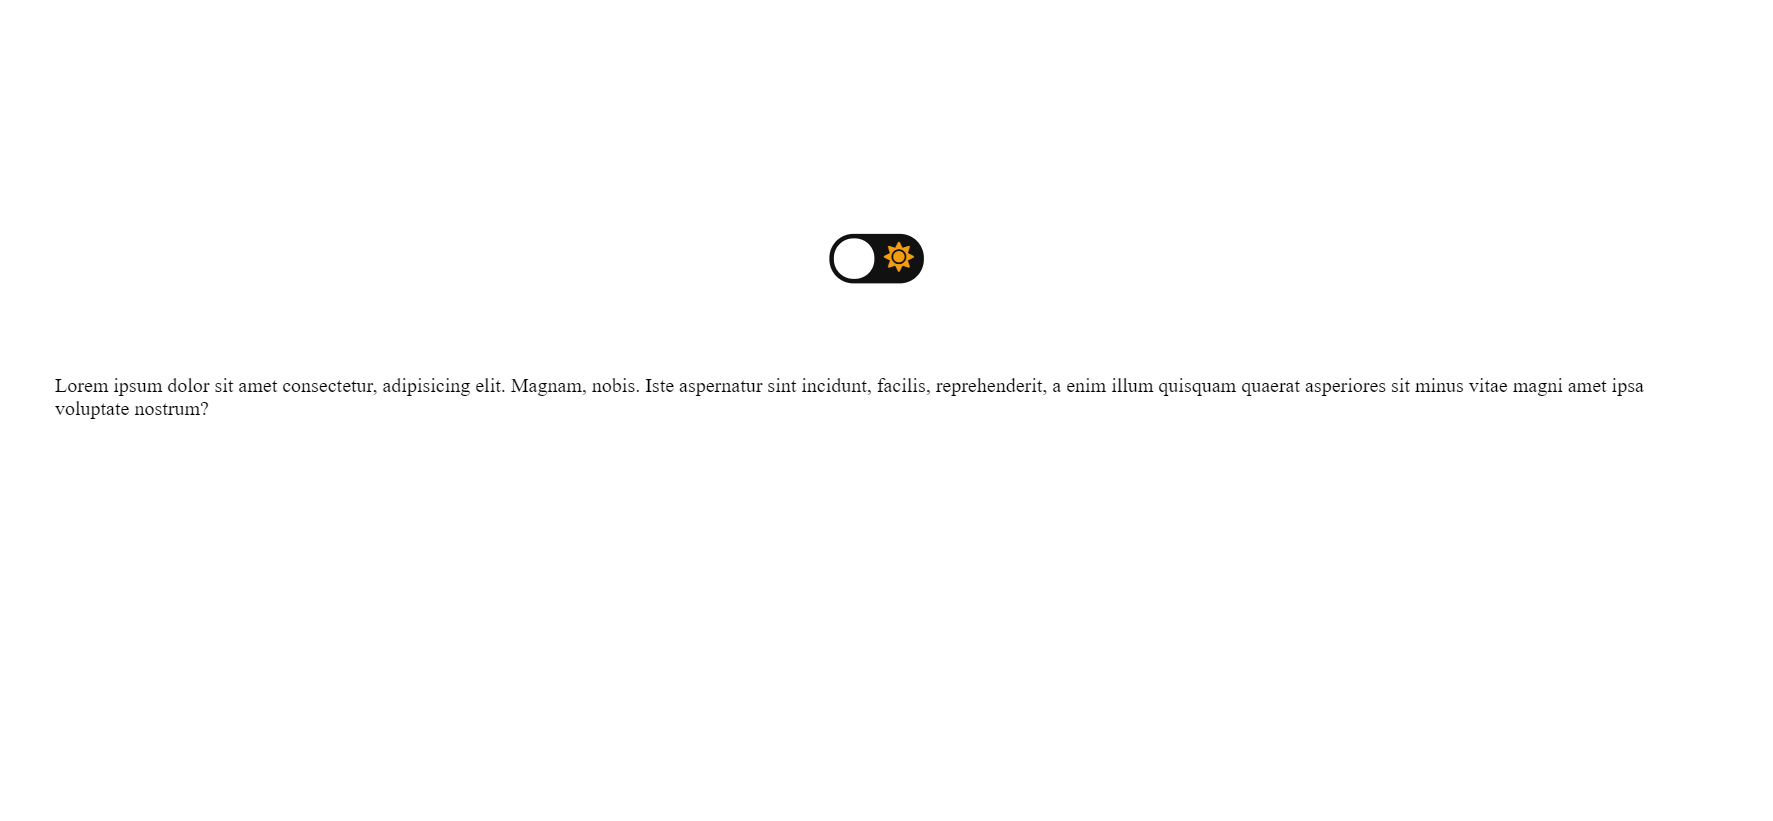 Lorem ipsum dolor sit amet consectetur, adipisicing elit. Magnam, nobis. Iste aspernatur sint incidunt, facilis, reprehenderit, a enim illum quisquam quaerat asperiores sit minus vitae magni amet ipsa
voluptate nostrum?